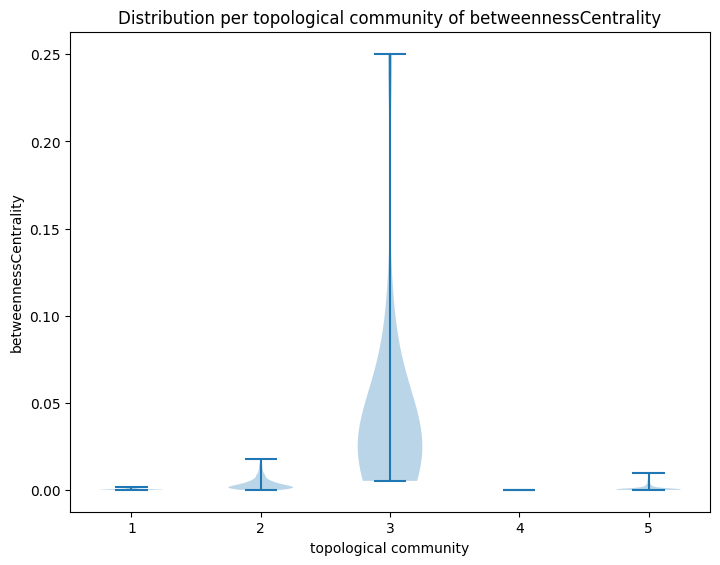 Distribution per topological community of betweennessCentrality
0.25
0.20
0.15
0.10
0.05
0.00
betweennessCentrality
1 2 3 4 5
topological community